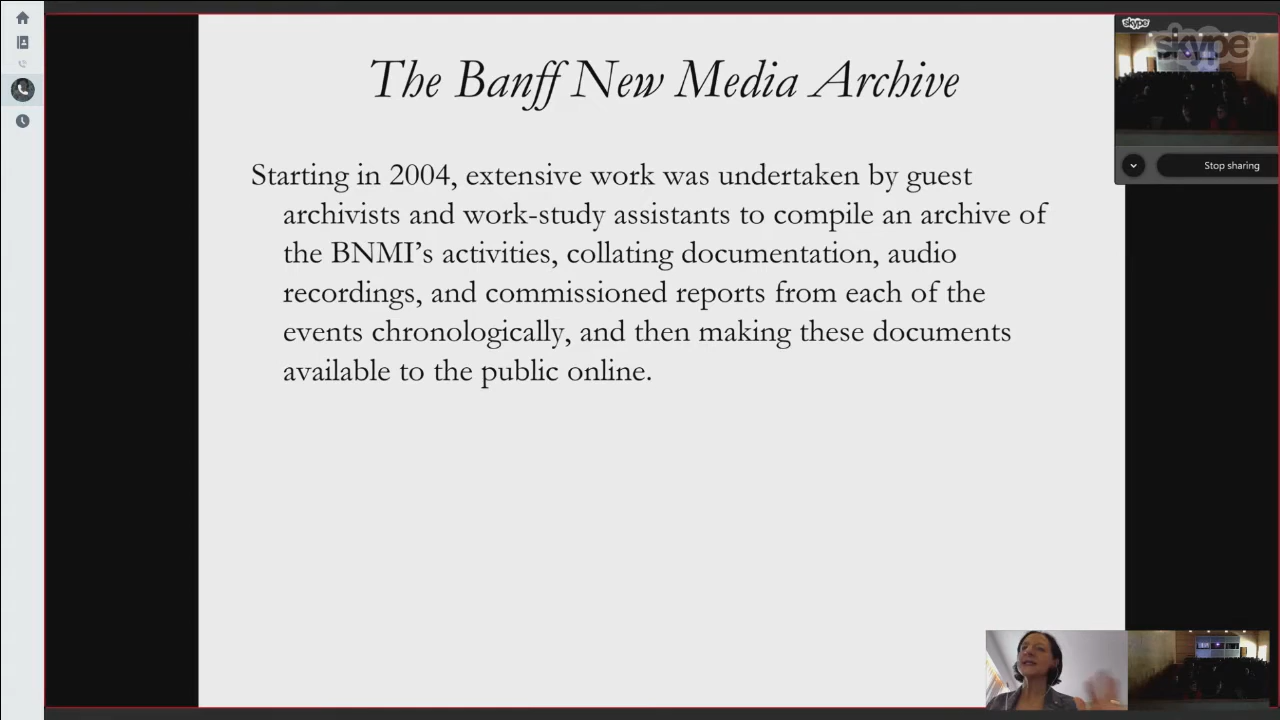 The Banff New Media Archive
skype
skype
Stop sharing
Starting in 2004, extensive work was undertaken by guest
archivists and work-study assistants to compile an archive of
the BNMI’s activities, collating documentation, audio
recordings, and commissioned reports from each of the
events chronologically, and then making these documents
available to the public online.